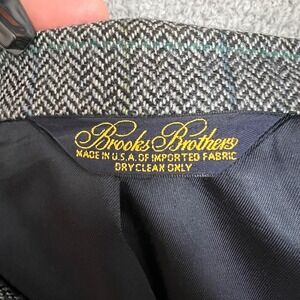 Brooks Brothers
MADE IN U.S.A. OF IMPORTED FABRIC
DRY CLEAN ONLY